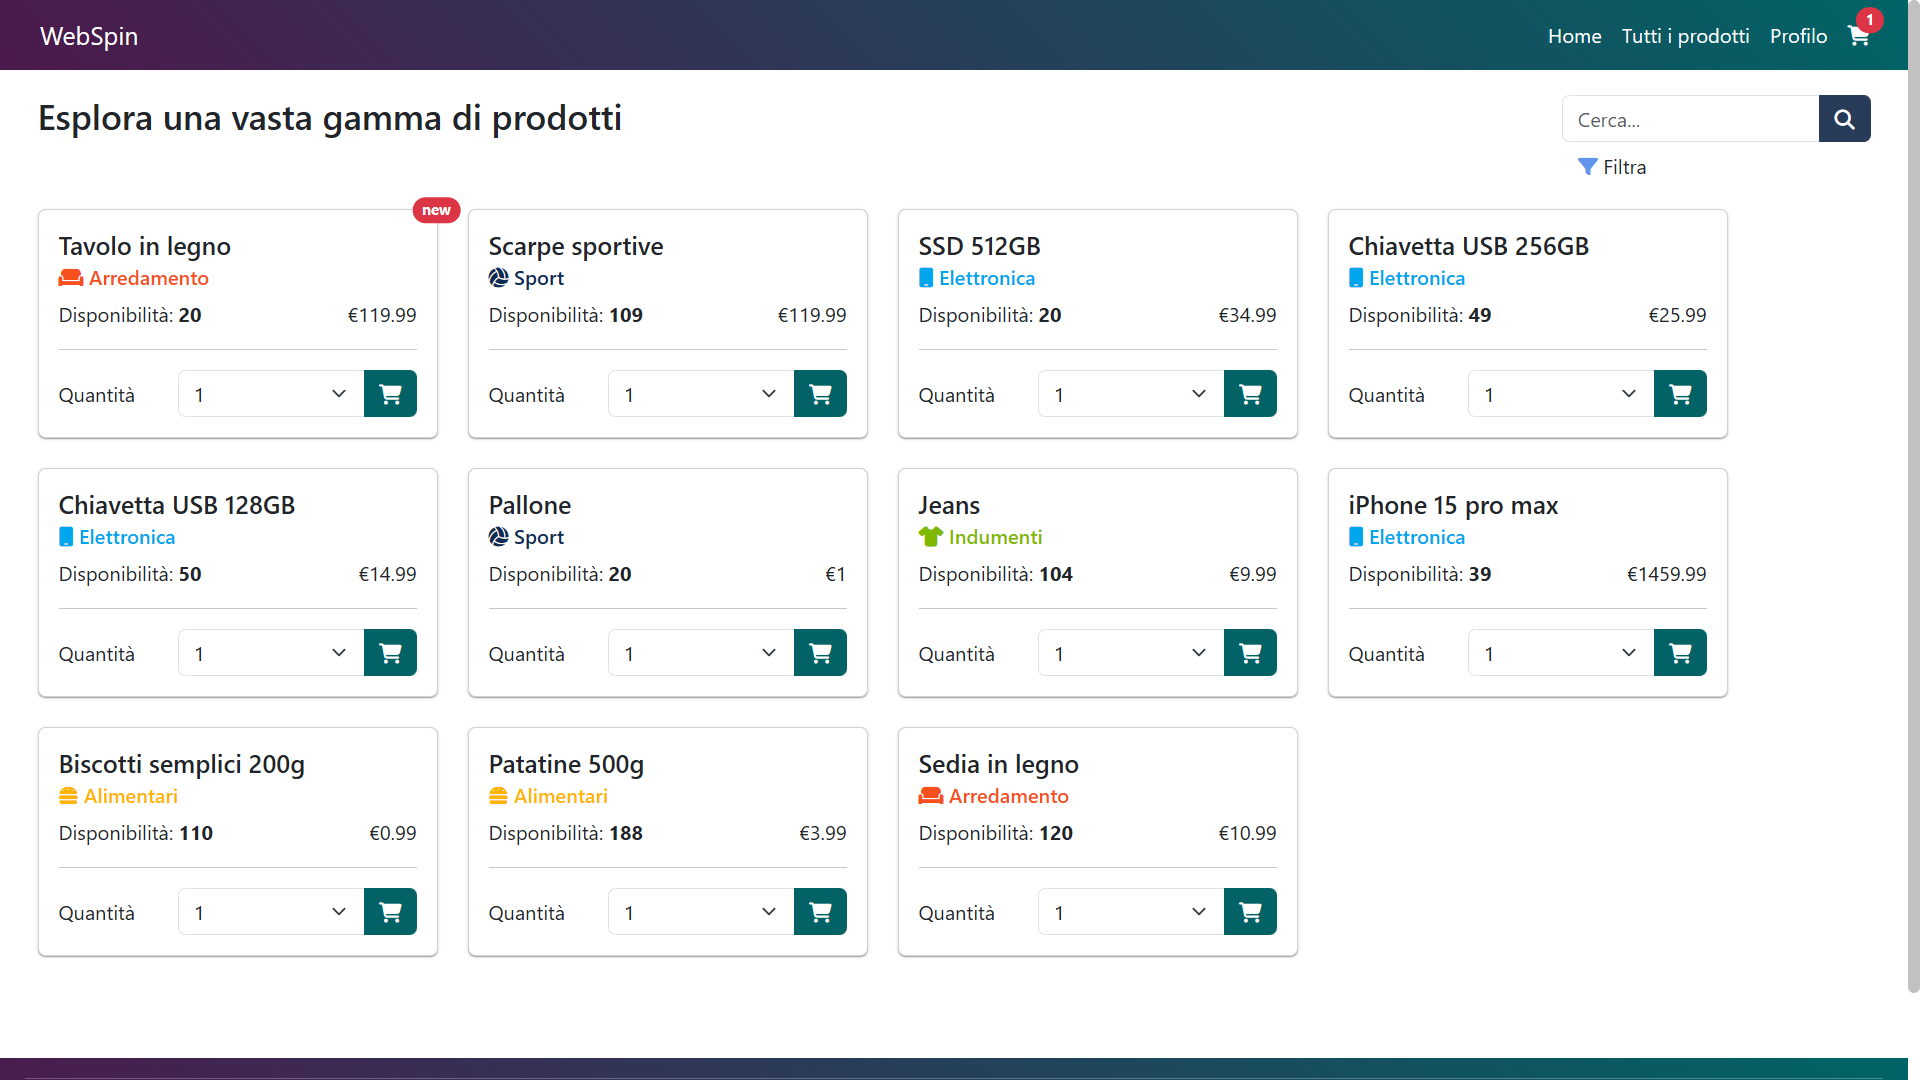 WebSpin
Home
Tutti i prodotti
Profilo
1
Esplora una vasta gamma di prodotti
Cerca...
Filtra
new
Tavolo in legno
Arredamento
Disponibilità: 20 €119.99
Quantità 1
Scarpe sportive
Sport
Disponibilità: 109 €119.99
Quantità 1
SSD 512GB
Elettronica
Disponibilità: 20 €34.99
Quantità 1
Chiavetta USB 256GB
Elettronica
Disponibilità: 49 €25.99
Quantità 1
Chiavetta USB 128GB
Elettronica
Disponibilità: 50 €14.99
Quantità 1
Pallone
Sport
Disponibilità: 20 €1
Quantità 1
Jeans
Indumenti
Disponibilità: 104 €9.99
Quantità 1
iPhone 15 pro max
Elettronica
Disponibilità: 39 €1459.99
Quantità 1
Biscotti semplici 200g
Alimentari
Disponibilità: 110 €0.99
Quantità 1
Patatine 500g
Alimentari
Disponibilità: 188 €3.99
Quantità 1
Sedia in legno
Arredamento
Disponibilità: 120 €10.99
Quantità 1